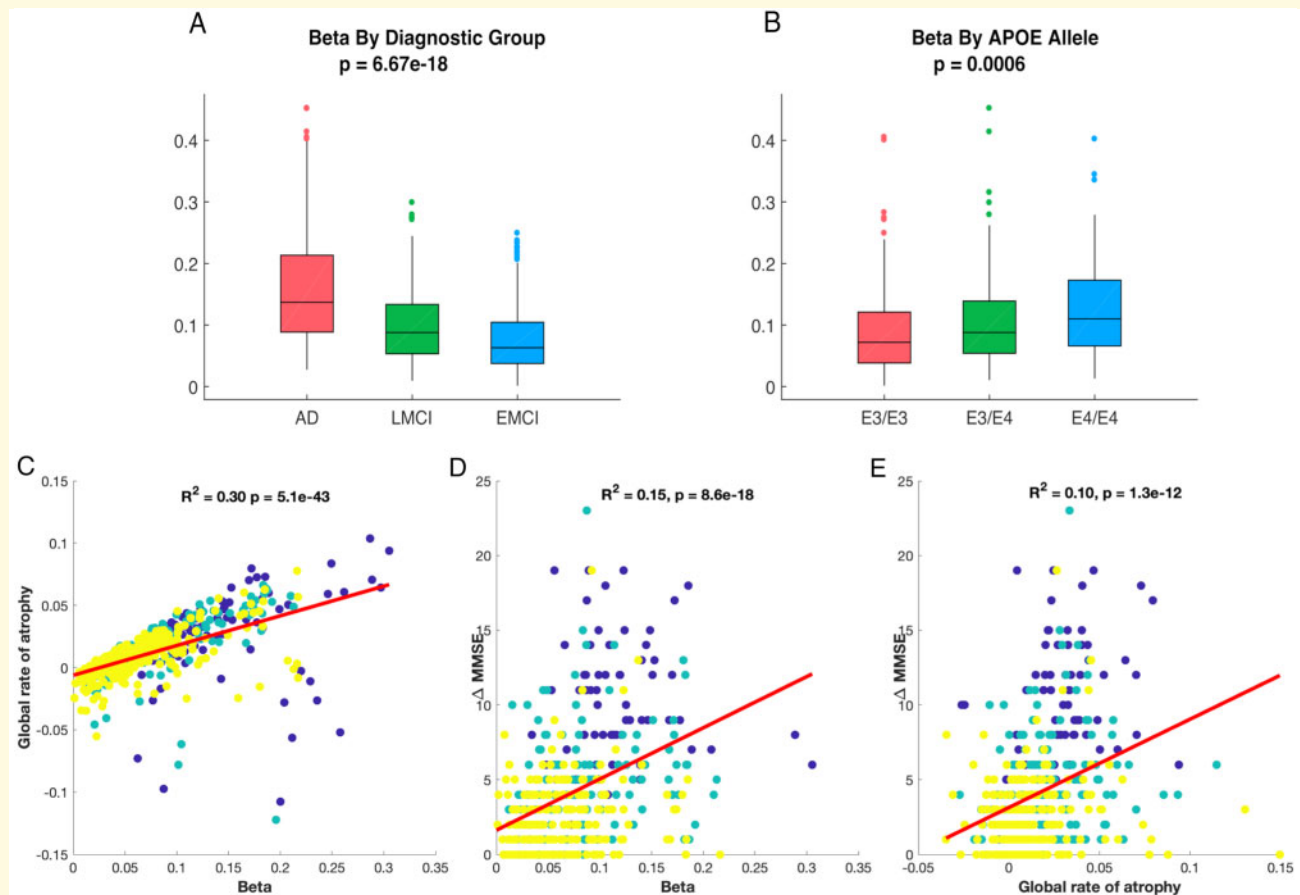 A
Beta By Diagnostic Group
p = 6.67e-18
0.4
0.3
0.2
0.1
0
AD LMCI EMCI
B
Beta By APOE Allele
p = 0.0006
0.4
0.3
0.2
0.1
0
E3/E3 E3/E4 E4/E4
C
R² = 0.30 p = 5.1e-43
Global rate of atrophy
0.15
0.1
0.05
0
-0.05
-0.1
-0.15
0 0.05 0.1 0.15 0.2 0.25 0.3 0.35
Beta
D
R² = 0.15, p = 8.6e-18
Δ MMSE
25
20
15
10
5
0
0 0.05 0.1 0.15 0.2 0.25 0.3 0.35
Beta
E
R² = 0.10, p = 1.3e-12
Δ MMSE
25
20
15
10
5
0
0 0.05 0.1 0.15
Global rate of atrophy